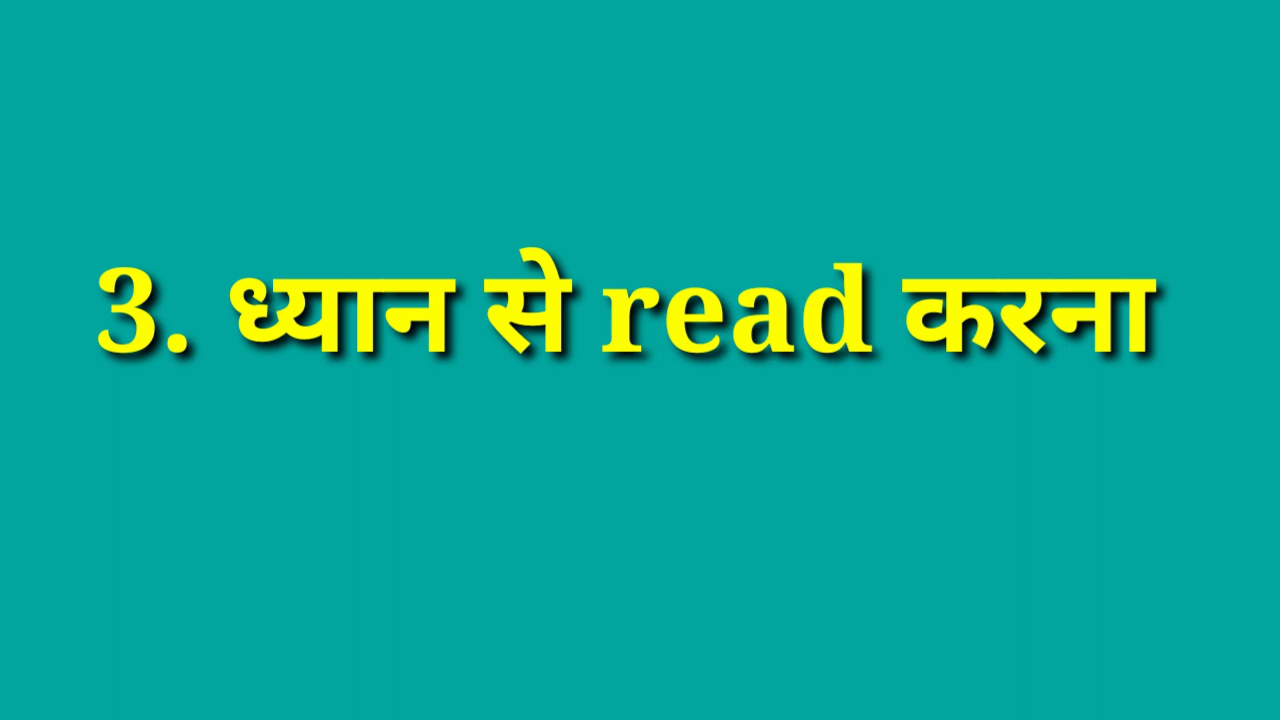 3. ध्यान से read करना